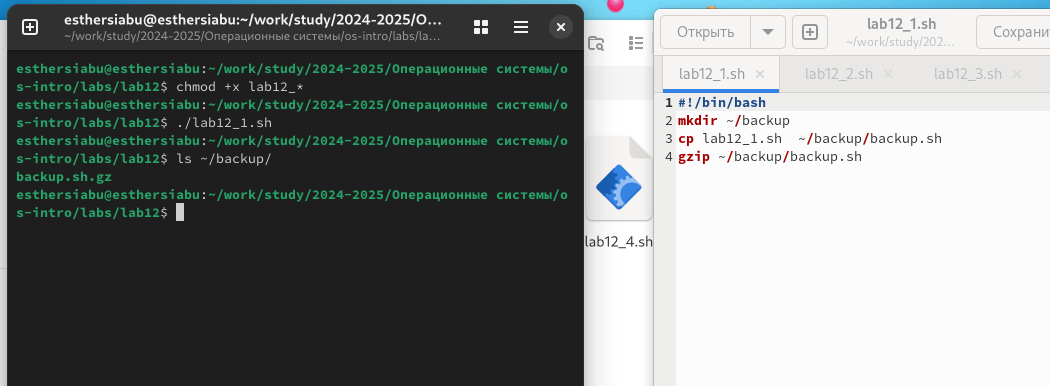 esthersiabu@esthersiabu:~/work/study/2024-2025/О...
~/work/study/2024-2025/Операционные системы/os-intro/labs/la...
esthersiabu@esthersiabu:~/work/study/2024-2025/Операционные системы/o
s-intro/labs/lab12$ chmod +x lab12_*
esthersiabu@esthersiabu:~/work/study/2024-2025/Операционные системы/o
s-intro/labs/lab12$ ./lab12_1.sh
esthersiabu@esthersiabu:~/work/study/2024-2025/Операционные системы/o
s-intro/labs/lab12$ ls ~/backup/
backup.sh.gz
esthersiabu@esthersiabu:~/work/study/2024-2025/Операционные системы/o
s-intro/labs/lab12$
lab12_4.sh
Открыть
lab12_1.sh
~/work/study/202...
Сохрани
lab12_1.sh
lab12_2.sh
lab12_3.sh
1 #!/bin/bash
2 mkdir ~/backup
3 cp lab12_1.sh  ~/backup/backup.sh
4 gzip ~/backup/backup.sh